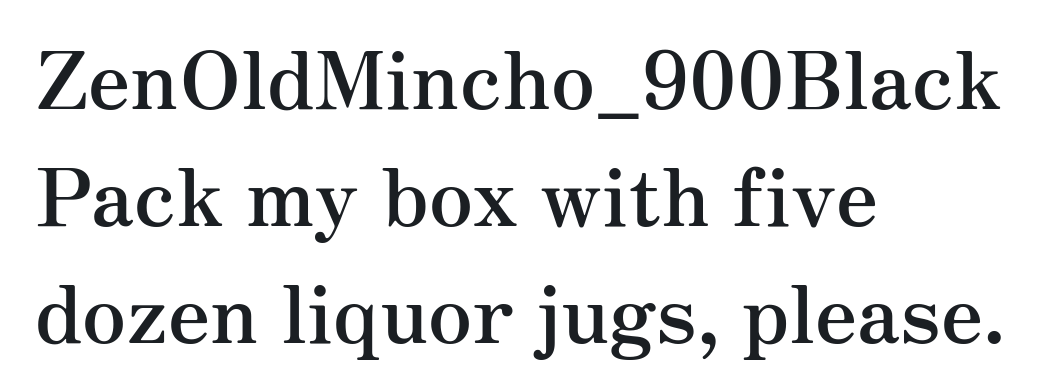 ZenOldMincho_900Black
Pack my box with five
dozen liquor jugs, please.